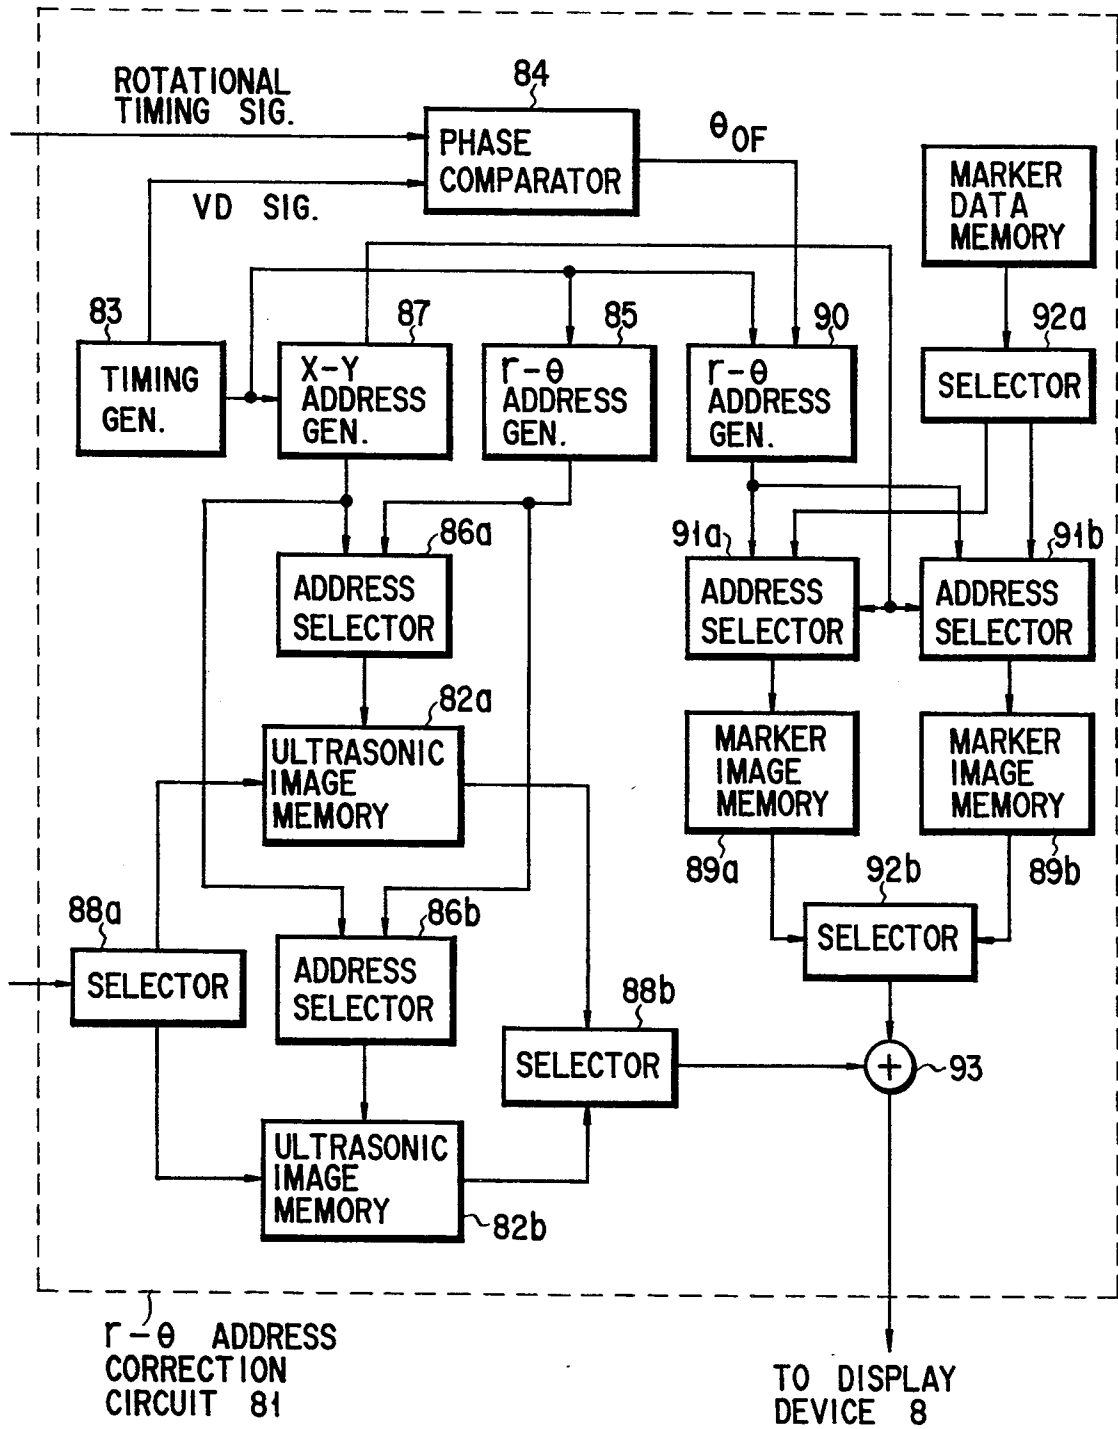 ROTATIONAL
TIMING SIG.
84
PHASE
COMPARATOR
θOF
VD SIG.
MARKER
DATA
MEMORY
83
TIMING
GEN.
87
X-Y
ADDRESS
GEN.
85
r-θ
ADDRESS
GEN.
90
r-θ
ADDRESS
GEN.
92a
SELECTOR
86a
ADDRESS
SELECTOR
91a
ADDRESS
SELECTOR
91b
ADDRESS
SELECTOR
82a
ULTRASONIC
IMAGE
MEMORY
MARKER
IMAGE
MEMORY
89a
MARKER
IMAGE
MEMORY
89b
88a
SELECTOR
86b
ADDRESS
SELECTOR
92b
SELECTOR
88b
SELECTOR
+
93
ULTRASONIC
IMAGE
MEMORY
82b
r-θ ADDRESS
CORRECTION
CIRCUIT 81
TO DISPLAY
DEVICE 8